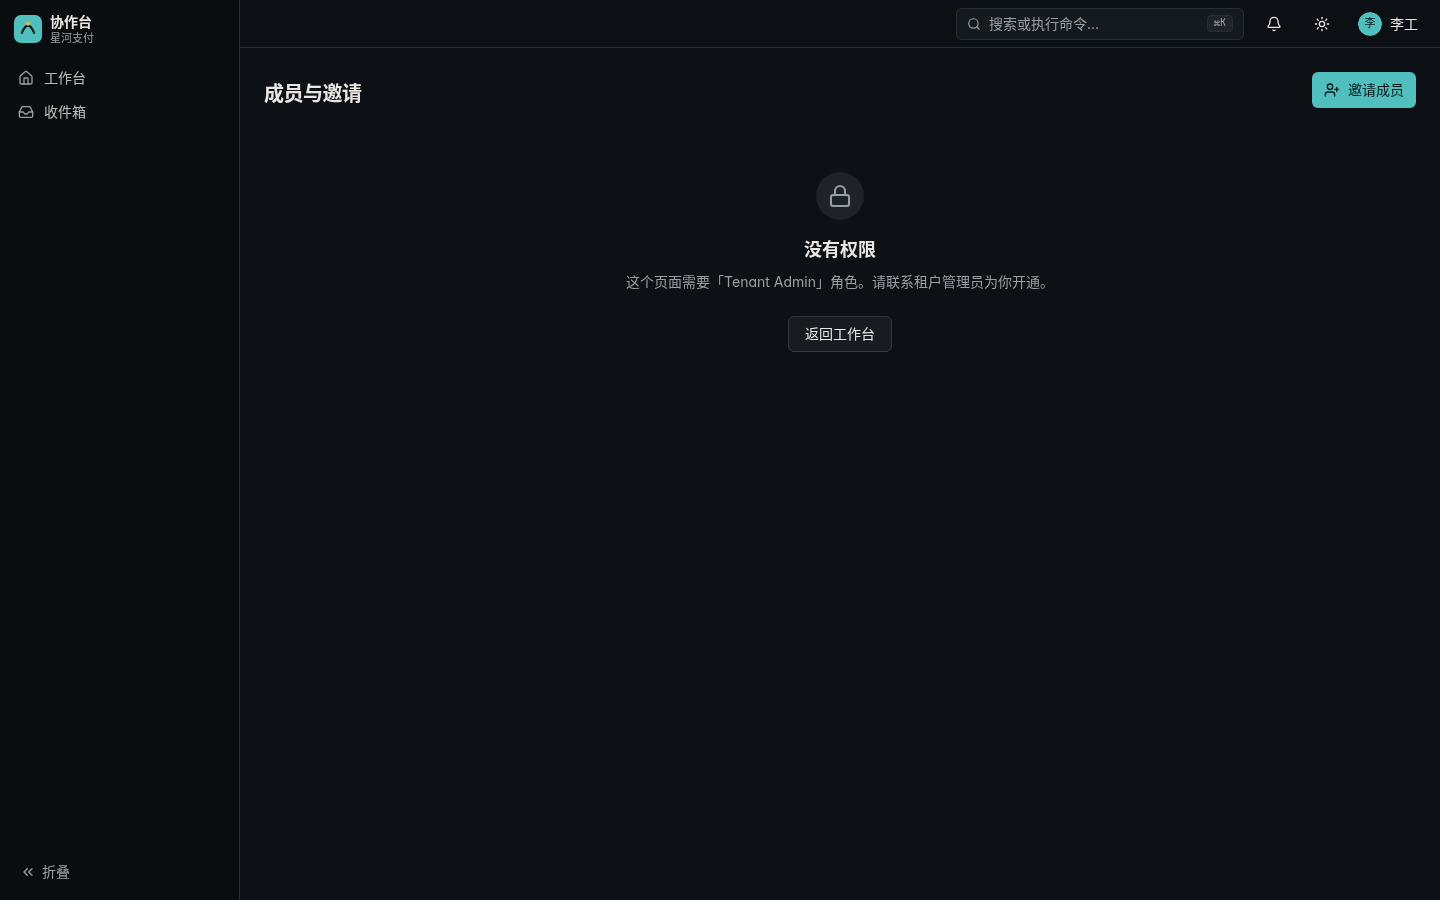 协作台
星河支付
搜索或执行命令...
⌘K
李
李工
工作台
收件箱
成员与邀请
邀请成员
没有权限
这个页面需要「Tenant Admin」角色。请联系租户管理员为你开通。
返回工作台
折叠